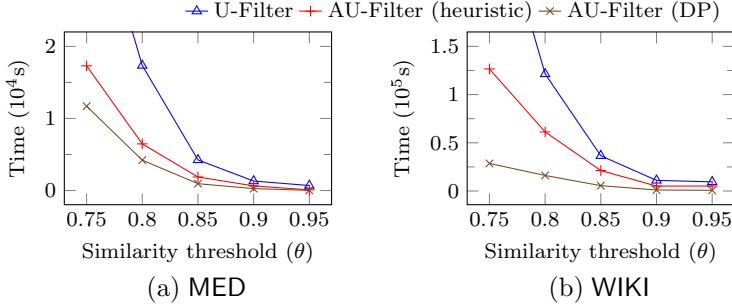 U-Filter AU-Filter (heuristic) AU-Filter (DP)
Time (10⁴ s)
2
1
0
0.75 0.8 0.85 0.9 0.95
Similarity threshold (θ)
(a) MED
Time (10⁵ s)
1.5
1
0.5
0
0.75 0.8 0.85 0.9 0.95
Similarity threshold (θ)
(b) WIKI